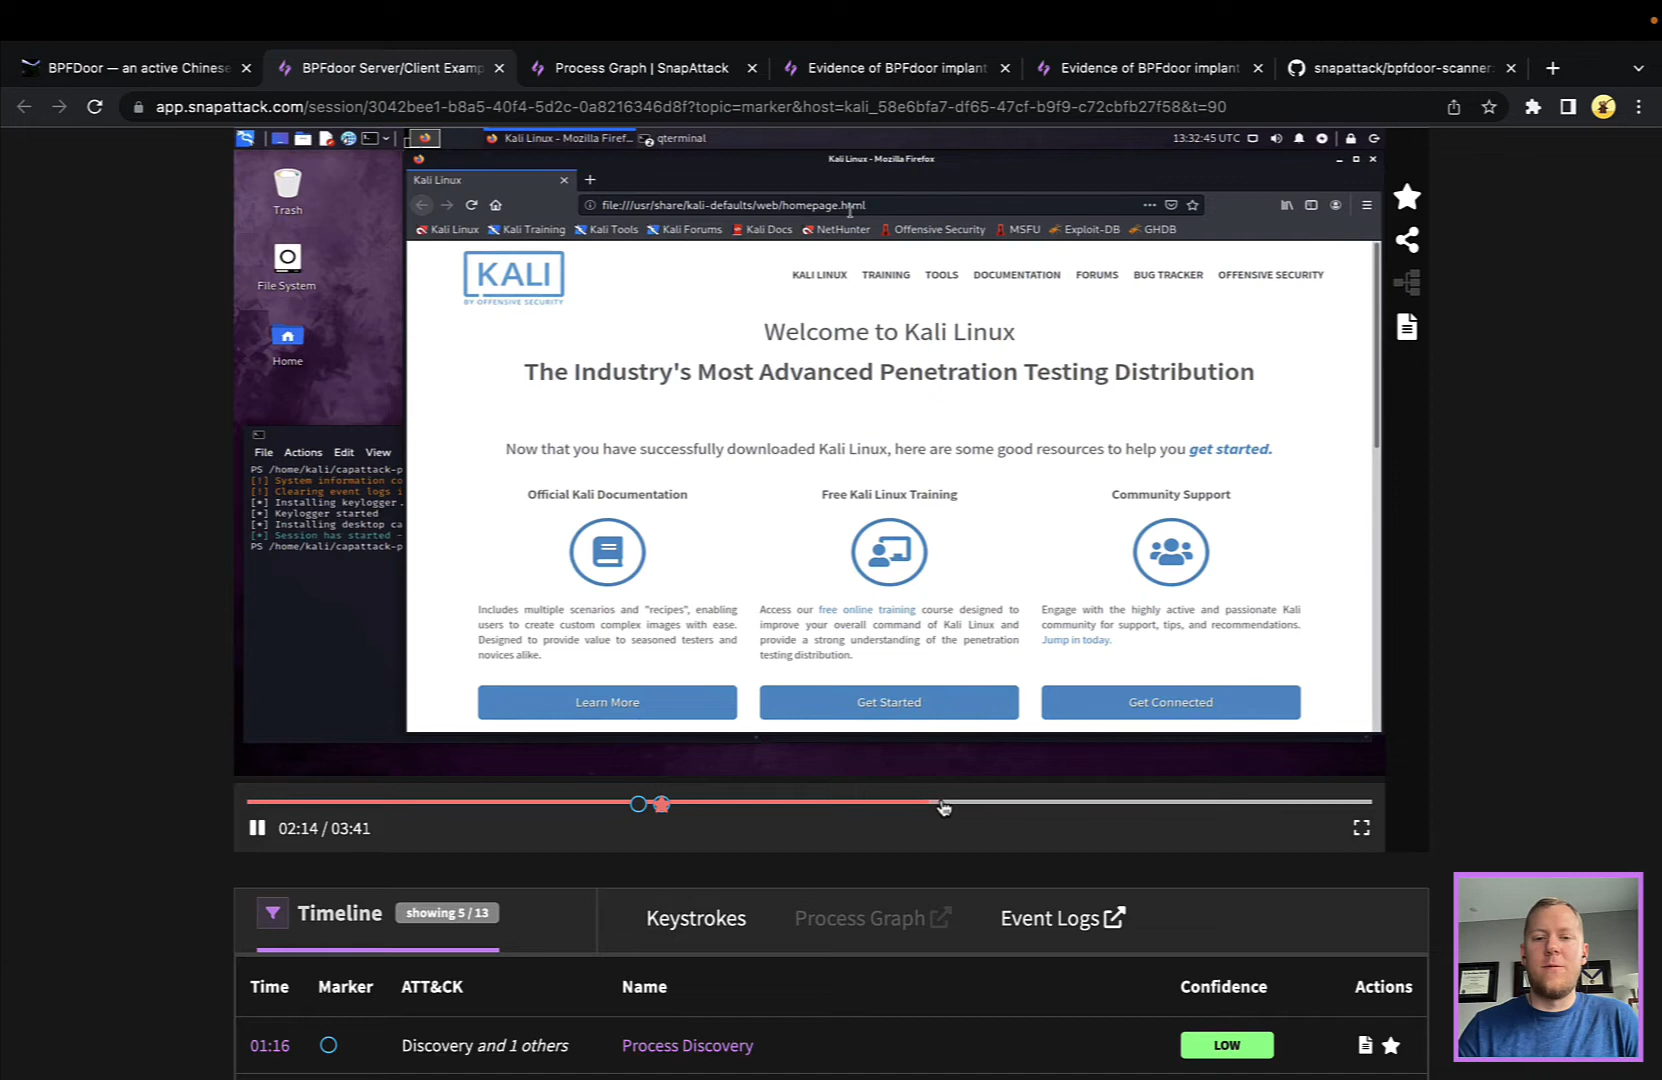 BPFDoor — an active Chinese
BPFdoor Server/Client Examp
Process Graph | SnapAttack
Evidence of BPFdoor implant
Evidence of BPFdoor implant
snapattack/bpfdoor-scanner:
app.snapattack.com/session/3042bee1-b8a5-40f4-5d2c-0a8216346d8f?topic=marker&host=kali_58e6bfa7-df65-47cf-b9f9-c72cbfb27f58&t=90
Kali Linux - Mozilla Firef...
2
qterminal
13:32:45 UTC
Kali Linux - Mozilla Firefox
Kali Linux
file:///usr/share/kali-defaults/web/homepage.html
Kali Linux
Kali Training
Kali Tools
Kali Forums
Kali Docs
NetHunter
Offensive Security
MSFU
Exploit-DB
GHDB
Trash
File System
Home
KALI
BY OFFENSIVE SECURITY
KALI LINUX
TRAINING
TOOLS
DOCUMENTATION
FORUMS
BUG TRACKER
OFFENSIVE SECURITY
Welcome to Kali Linux
The Industry's Most Advanced Penetration Testing Distribution
Now that you have successfully downloaded Kali Linux, here are some good resources to help you get started.
File Actions Edit View
PS /home/kali/capattack-p
[!] System information co
[!] Clearing event logs i
[*] Installing keylogger.
[*] Keylogger started
[*] Installing desktop ca
[*] Session has started -
PS /home/kali/capattack-p
Official Kali Documentation
Includes multiple scenarios and "recipes", enabling
users to create custom complex images with ease.
Designed to provide value to seasoned testers and
novices alike.
Learn More
Free Kali Linux Training
Access our free online training course designed to
improve your overall command of Kali Linux and
provide a strong understanding of the penetration
testing distribution.
Get Started
Community Support
Engage with the highly active and passionate Kali
community for support, tips, and recommendations.
Jump in today.
Get Connected
02:14 / 03:41
Timeline
showing 5 / 13
Keystrokes
Process Graph
Event Logs
Time Marker ATT&CK Name Confidence Actions
01:16 Discovery and 1 others Process Discovery LOW